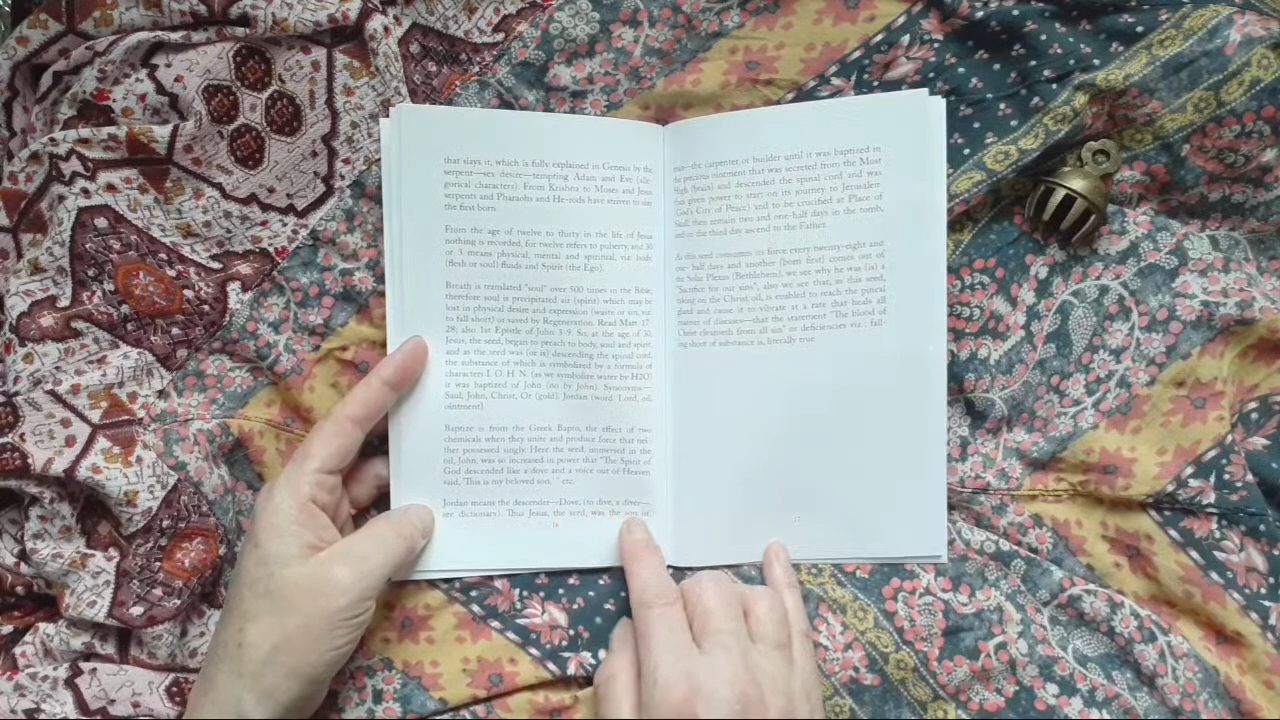 that slays it, which is fully explained in Genesis by the
serpent—sex desire—tempting Adam and Eve (alle-
gorical characters). From Krishna to Moses and Jesus
serpents and Pharaohs and He-rods have striven to slay
the first born
From the age of twelve to thirty in the life of Jesus
nothing is recorded, for twelve refers to puberty, and 30
or 3 means physical, mental and spiritual, viz: body
(flesh or soul) fluids and Spirit (the Ego).
Breath is translated "soul" over 500 times in the Bible,
therefore soul is precipitated air (spirit) which may be
lost in physical desire and expression (waste or sin, viz:
to fall short) or saved by Regeneration. Read Matt. 17-
28; also 1st Epistle of John 3-9. So, at the age of 30
Jesus, the seed, began to preach to body, soul and spirit,
and as the seed was (or is) descending the spinal cord,
the substance of which is symbolized by a formula of
characters I. O. H. N. (as we symbolize water by H2O)
it was baptized of John (no by John). Synonyms—
Saul, John, Christ, Or (gold). Jordan (word. Lord, oil,
ointment).
Baptize is from the Greek Bapto, the effect of two
chemicals when they unite and produce force that nei-
ther possessed singly. Here the seed, immersed in the
oil, John, was so increased in power that "The Spirit of
God descended like a dove and a voice out of Heaven
said, 'This is my beloved son,' " etc.
Jordan means the descender—Dove, (to dive, a diver—
see dictionary). Thus Jesus, the seed, was the son of
16
man—the carpenter or builder until it was baptized in
the precious ointment that was secreted from the Most
High (brain) and descended the spinal cord and was
thus given power to start on its journey to Jerusalem
God's City of Peace) and to be crucified at Place of
Skull, then remain two and one-half days in the tomb,
and on the third day ascend to the Father.
As this seed consumes its force every twenty-eight and
one- half days and another (born first) comes out of
the Solar Plexus (Bethlehem), we see why he was (is) a
"Sacrifice for our sins"; also we see that, as this seed,
taking on the Christ oil, is enabled to reach the pineal
gland and cause it to vibrate at a rate that heals all
manner of diseases—that the statement "The blood of
Christ cleanseth from all sin" or deficiencies viz : fall-
ing short of substance is, literally true
17